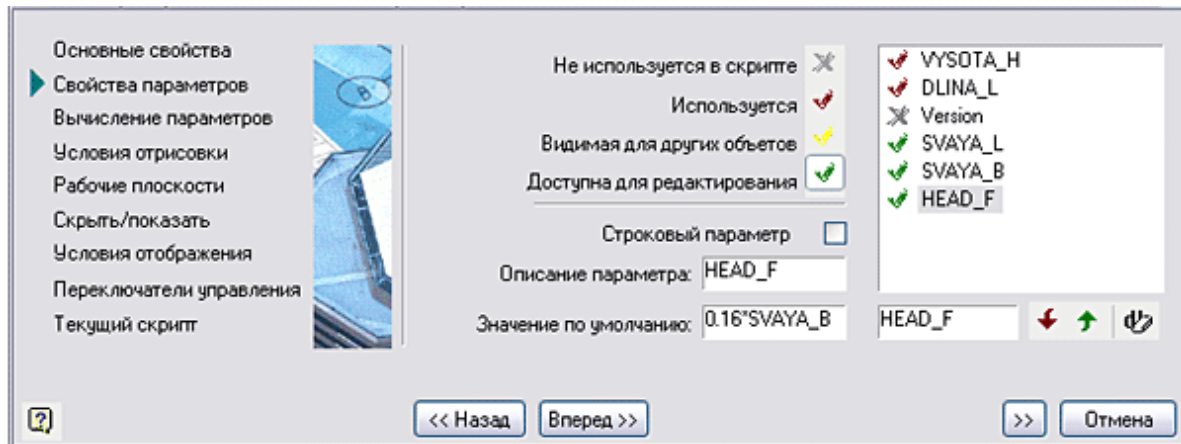 Основные свойства
Свойства параметров
Вычисление параметров
Условия отрисовки
Рабочие плоскости
Скрыть/показать
Условия отображения
Переключатели управления
Текущий скрипт
Не используется в скрипте
Используется
Видимая для других объетов
Доступна для редактирования
Строковый параметр
Описание параметра: HEAD_F
Значение по умолчанию: 0.16*SVAYA_B
VYSOTA_H
DLINA_L
Version
SVAYA_L
SVAYA_B
HEAD_F
HEAD_F
<< Назад
Вперед >>
>>
Отмена